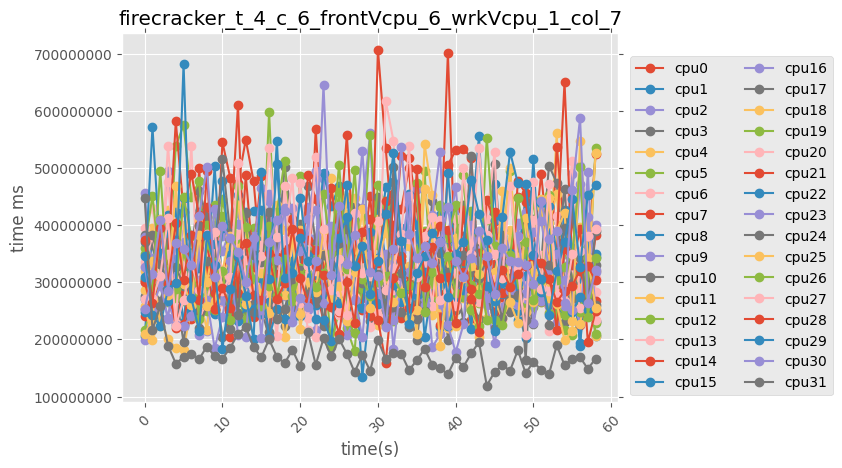 firecracker_t_4_c_6_frontVcpu_6_wrkVcpu_1_col_7
700000000
600000000
500000000
400000000
300000000
200000000
100000000
time ms
0
10
20
30
40
50
60
time(s)
cpu0
cpu1
cpu2
cpu3
cpu4
cpu5
cpu6
cpu7
cpu8
cpu9
cpu10
cpu11
cpu12
cpu13
cpu14
cpu15
cpu16
cpu17
cpu18
cpu19
cpu20
cpu21
cpu22
cpu23
cpu24
cpu25
cpu26
cpu27
cpu28
cpu29
cpu30
cpu31